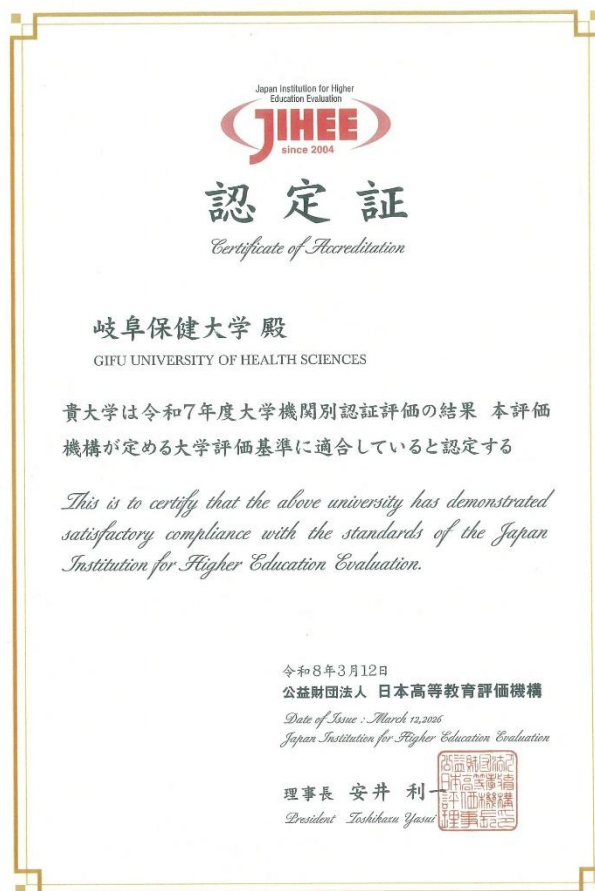 Japan Institution for Higher
Education Evaluation
JIHEE
since 2004
認定証
Certificate of Accreditation
岐阜保健大学 殿
GIFU UNIVERSITY OF HEALTH SCIENCES
貴大学は令和7年度大学機関別認証評価の結果 本評価
機構が定める大学評価基準に適合していると認定する
This is to certify that the above university has demonstrated
satisfactory compliance with the standards of the Japan
Institution for Higher Education Evaluation.
令和8年3月12日
公益財団法人 日本高等教育評価機構
Date of Issue : March 12,2026
Japan Institution for Higher Education Evaluation
理事長 安井 利一
President Toshikazu Yasui